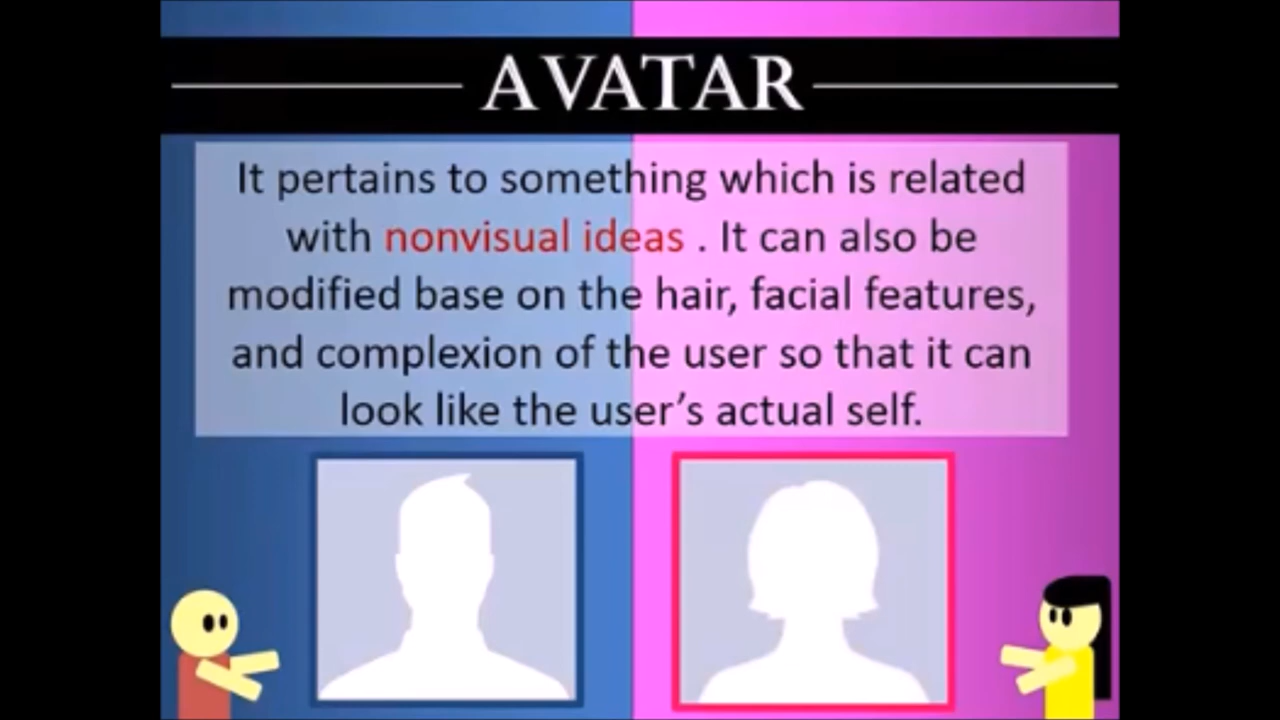 AVATAR
It pertains to something which is related
with nonvisual ideas . It can also be
modified base on the hair, facial features,
and complexion of the user so that it can
look like the user's actual self.